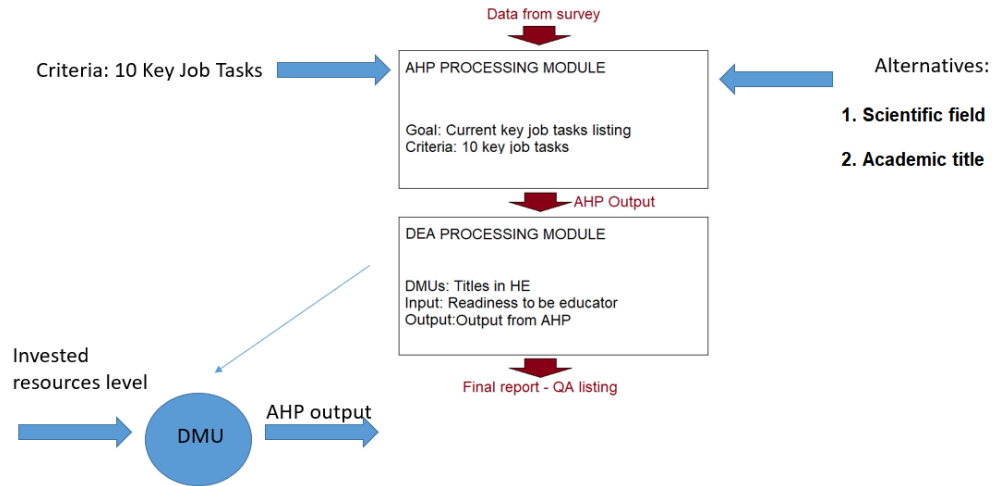 Data from survey
Criteria: 10 Key Job Tasks
AHP PROCESSING MODULE
Goal: Current key job tasks listing
Criteria: 10 key job tasks
Alternatives:
1. Scientific field
2. Academic title
AHP Output
DEA PROCESSING MODULE
DMUs: Titles in HE
Input: Readiness to be educator
Output:Output from AHP
Final report - QA listing
Invested
resources level
DMU
AHP output